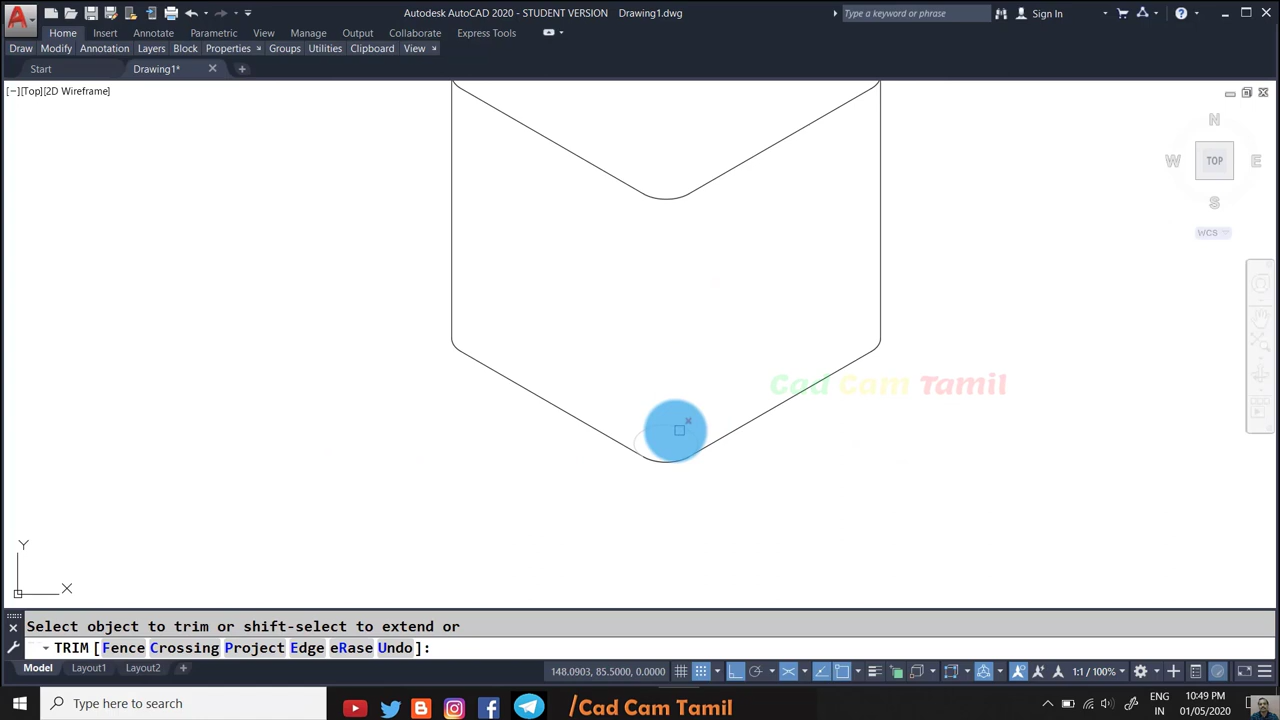 Autodesk AutoCAD 2020 - STUDENT VERSION Drawing1.dwg
Type a keyword or phrase
Sign In
Home Insert Annotate Parametric View Manage Output Collaborate Express Tools
Draw Modify Annotation Layers Block Properties Groups Utilities Clipboard View
Start Drawing1*
[−][Top][2D Wireframe]
N
W TOP E
S
WCS
Cad Cam Tamil
Y
X
Select object to trim or shift-select to extend or
TRIM [Fence Crossing Project Edge eRase Undo]:
Model Layout1 Layout2
148.0903, 85.5000, 0.0000
1:1 / 100%
Type here to search
/Cad Cam Tamil
ENG
IN
10:49 PM
01/05/2020